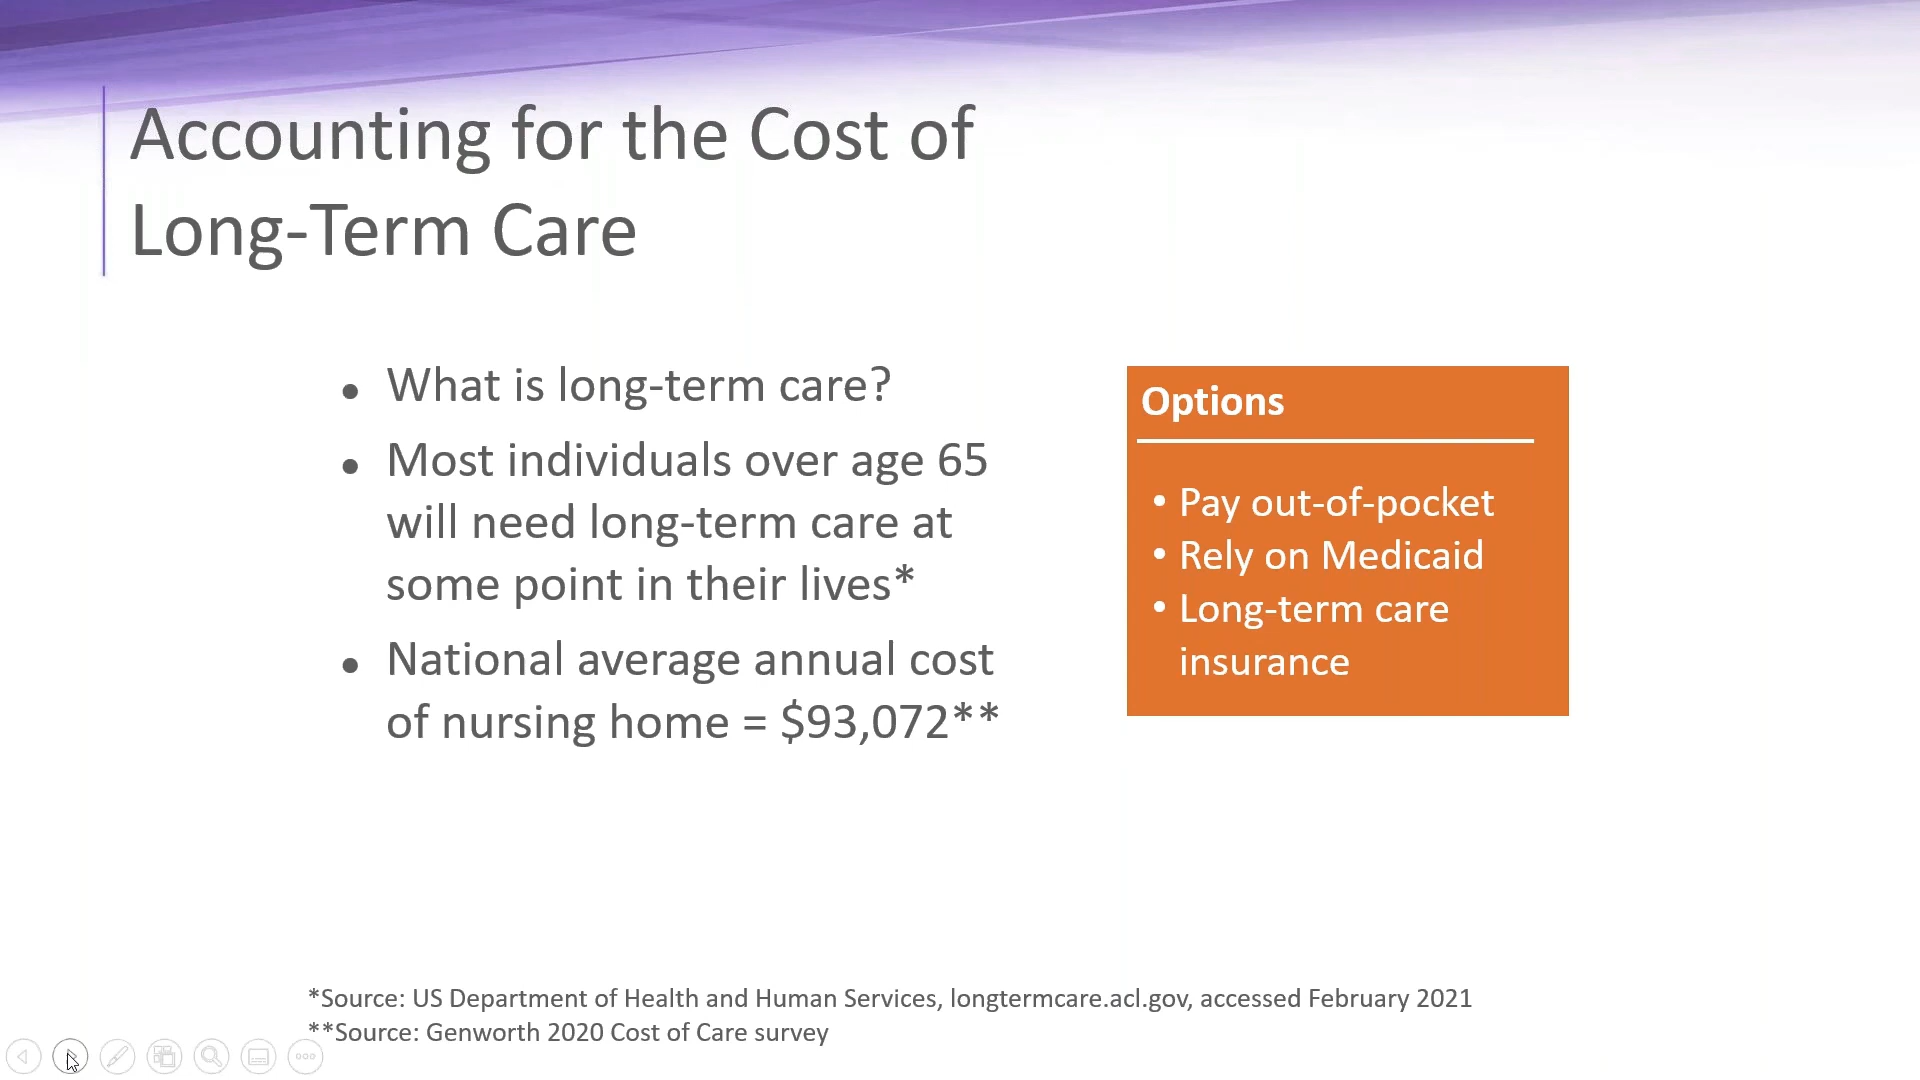 Accounting for the Cost of
Long-Term Care
● What is long-term care?
● Most individuals over age 65
will need long-term care at
some point in their lives*
● National average annual cost
of nursing home = $93,072**
Options
• Pay out-of-pocket
• Rely on Medicaid
• Long-term care
insurance
*Source: US Department of Health and Human Services, longtermcare.acl.gov, accessed February 2021
**Source: Genworth 2020 Cost of Care survey